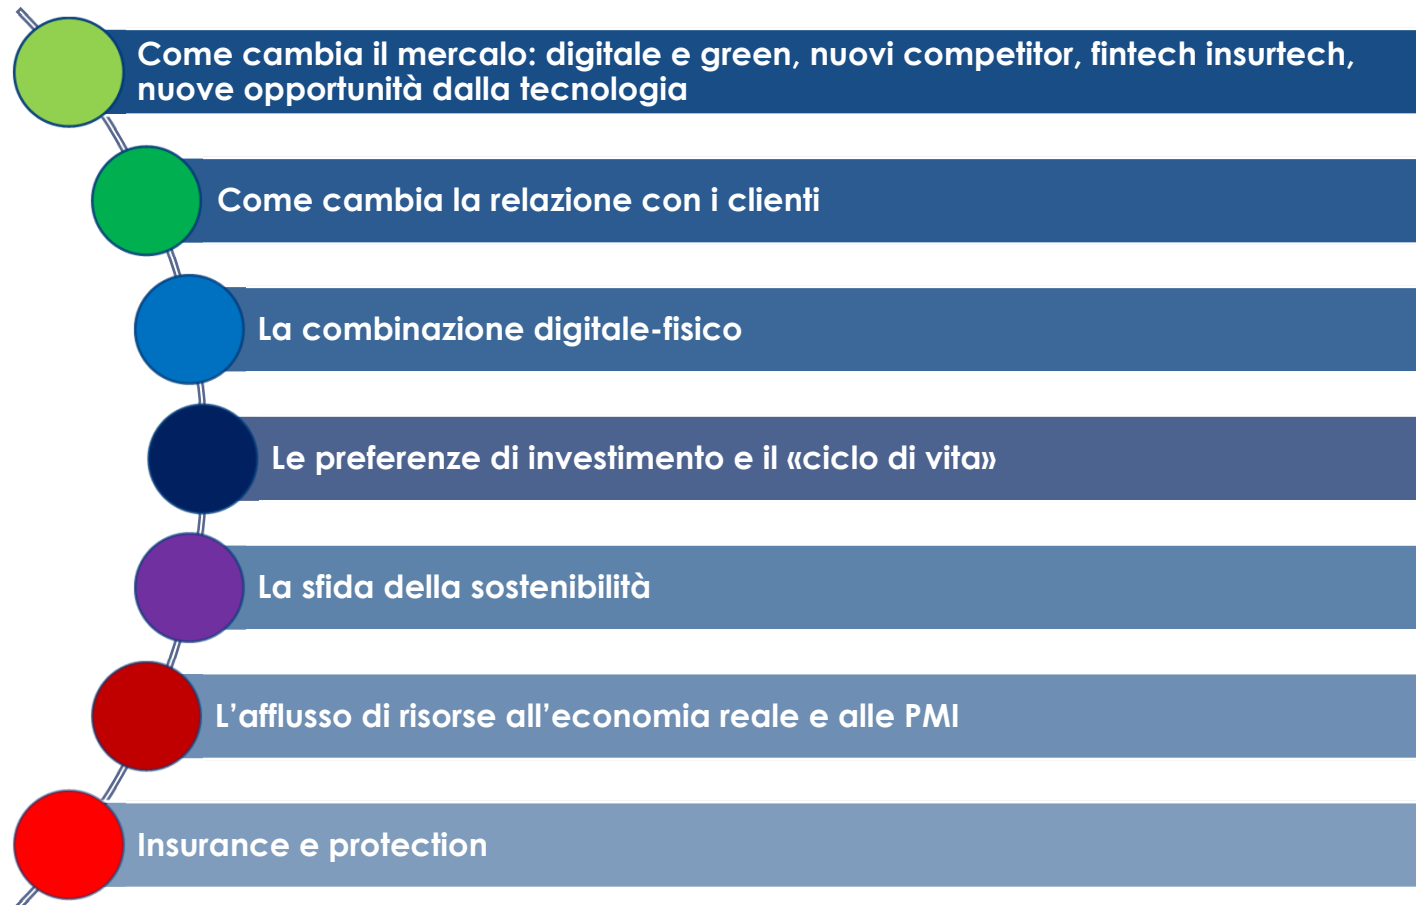 Come cambia il mercalo: digitale e green, nuovi competitor, fintech insurtech,
nuove opportunità dalla tecnologia
Come cambia la relazione con i clienti
La combinazione digitale-fisico
Le preferenze di investimento e il «ciclo di vita»
La sfida della sostenibilità
L’afflusso di risorse all’economia reale e alle PMI
Insurance e protection